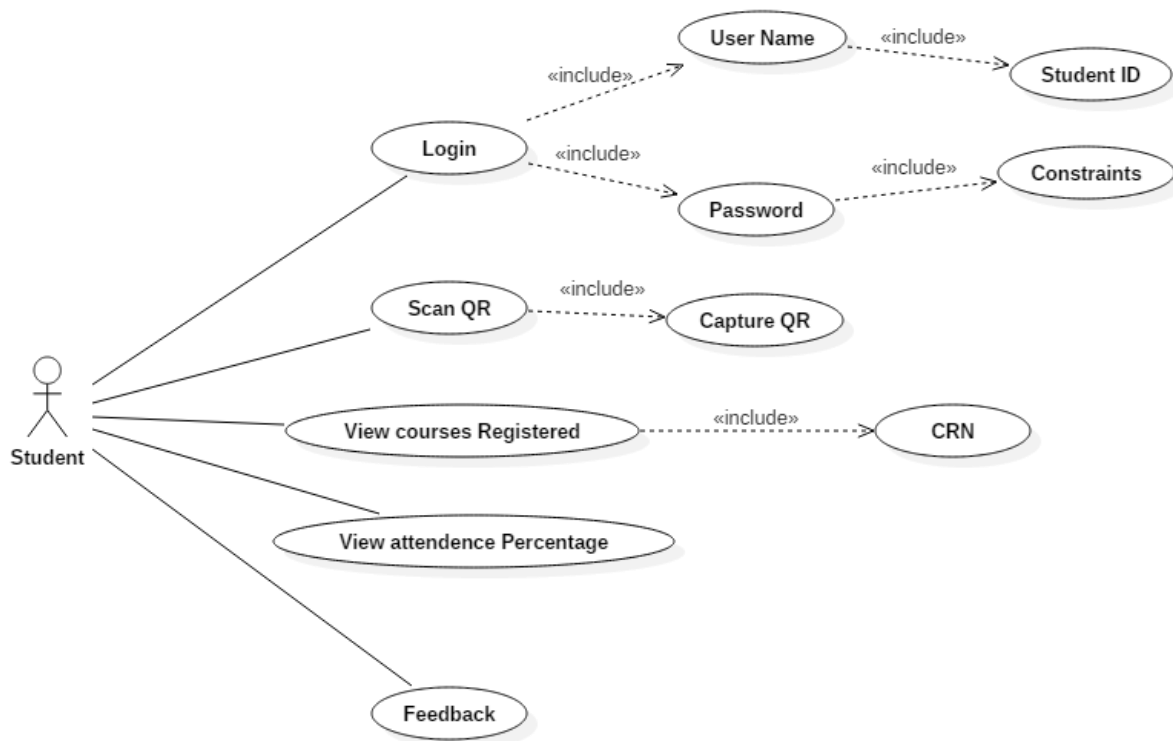 User Name
«include»
Student ID
«include»
Login
«include»
Password
«include»
Constraints
Scan QR
«include»
Capture QR
Student
View courses Registered
«include»
CRN
View attendence Percentage
Feedback